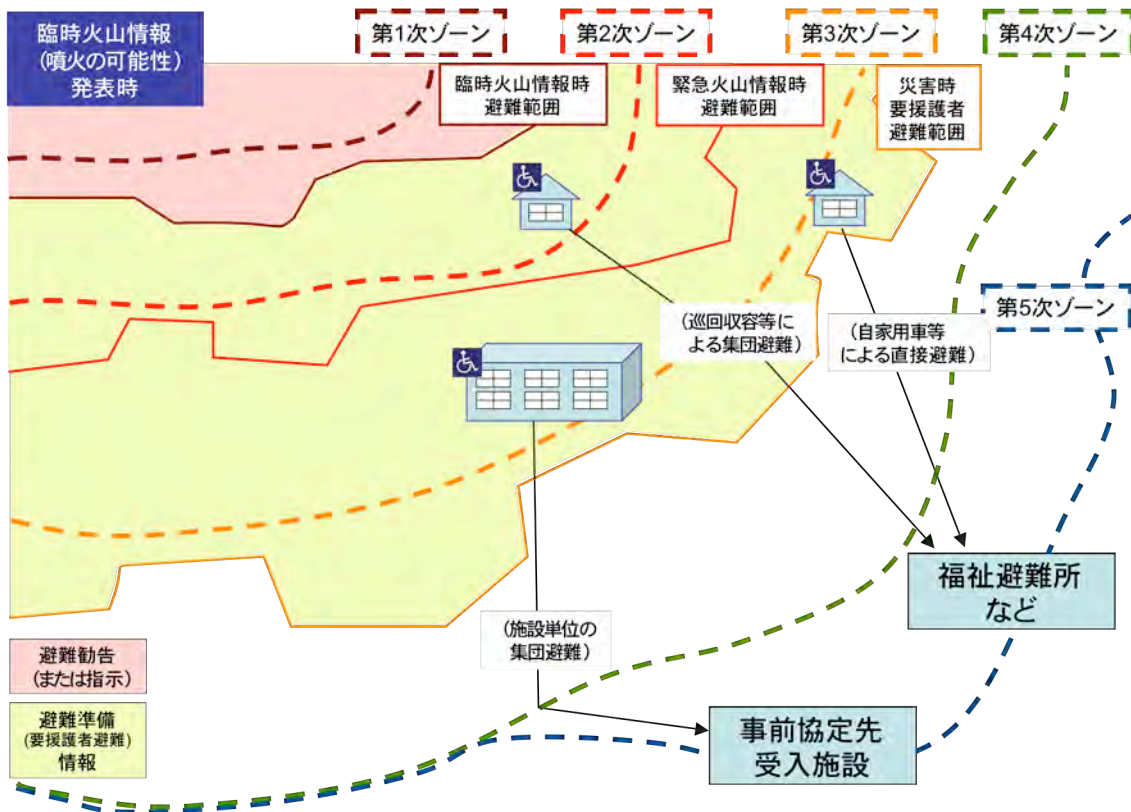 臨時火山情報
(噴火の可能性)
発表時
第1次ゾーン
第2次ゾーン
第3次ゾーン
第4次ゾーン
臨時火山情報時
避難範囲
緊急火山情報時
避難範囲
災害時
要援護者
避難範囲
第5次ゾーン
(巡回収容等に
よる集団避難)
(自家用車等
による直接避難)
福祉避難所
など
(施設単位の
集団避難)
避難勧告
(または指示)
避難準備
(要援護者避難)
情報
事前協定先
受入施設